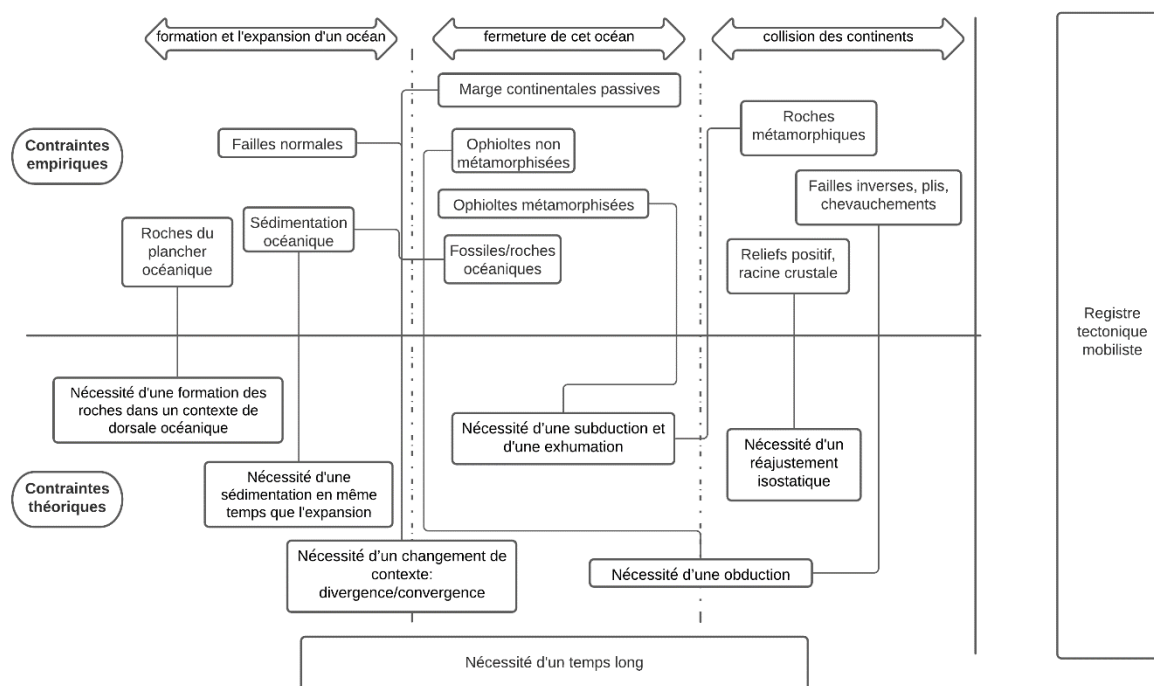 formation et l'expansion d'un océan
fermeture de cet océan
collision des continents
Contraintes
empiriques
Marge continentales passives
Failles normales
Ophioltes non
métamorphisées
Roches
métamorphiques
Ophioltes métamorphisées
Failles inverses, plis,
chevauchements
Roches du
plancher
océanique
Sédimentation
océanique
Fossiles/roches
océaniques
Reliefs positif,
racine crustale
Registre
tectonique
mobiliste
Contraintes
théoriques
Nécessité d'une formation des
roches dans un contexte de
dorsale océanique
Nécessité d'une subduction et
d'une exhumation
Nécessité d'un
réajustement
isostatique
Nécessité d'une
sédimentation en même
temps que l'expansion
Nécessité d'un changement de
contexte:
divergence/convergence
Nécessité d'une obduction
Nécessité d'un temps long